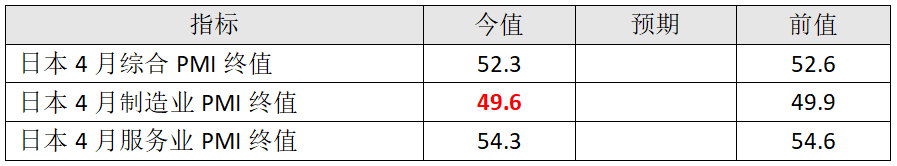 指标 今值 预期 前值
日本 4 月综合 PMI 终值 52.3 52.6
日本 4 月制造业 PMI 终值 49.6 49.9
日本 4 月服务业 PMI 终值 54.3 54.6